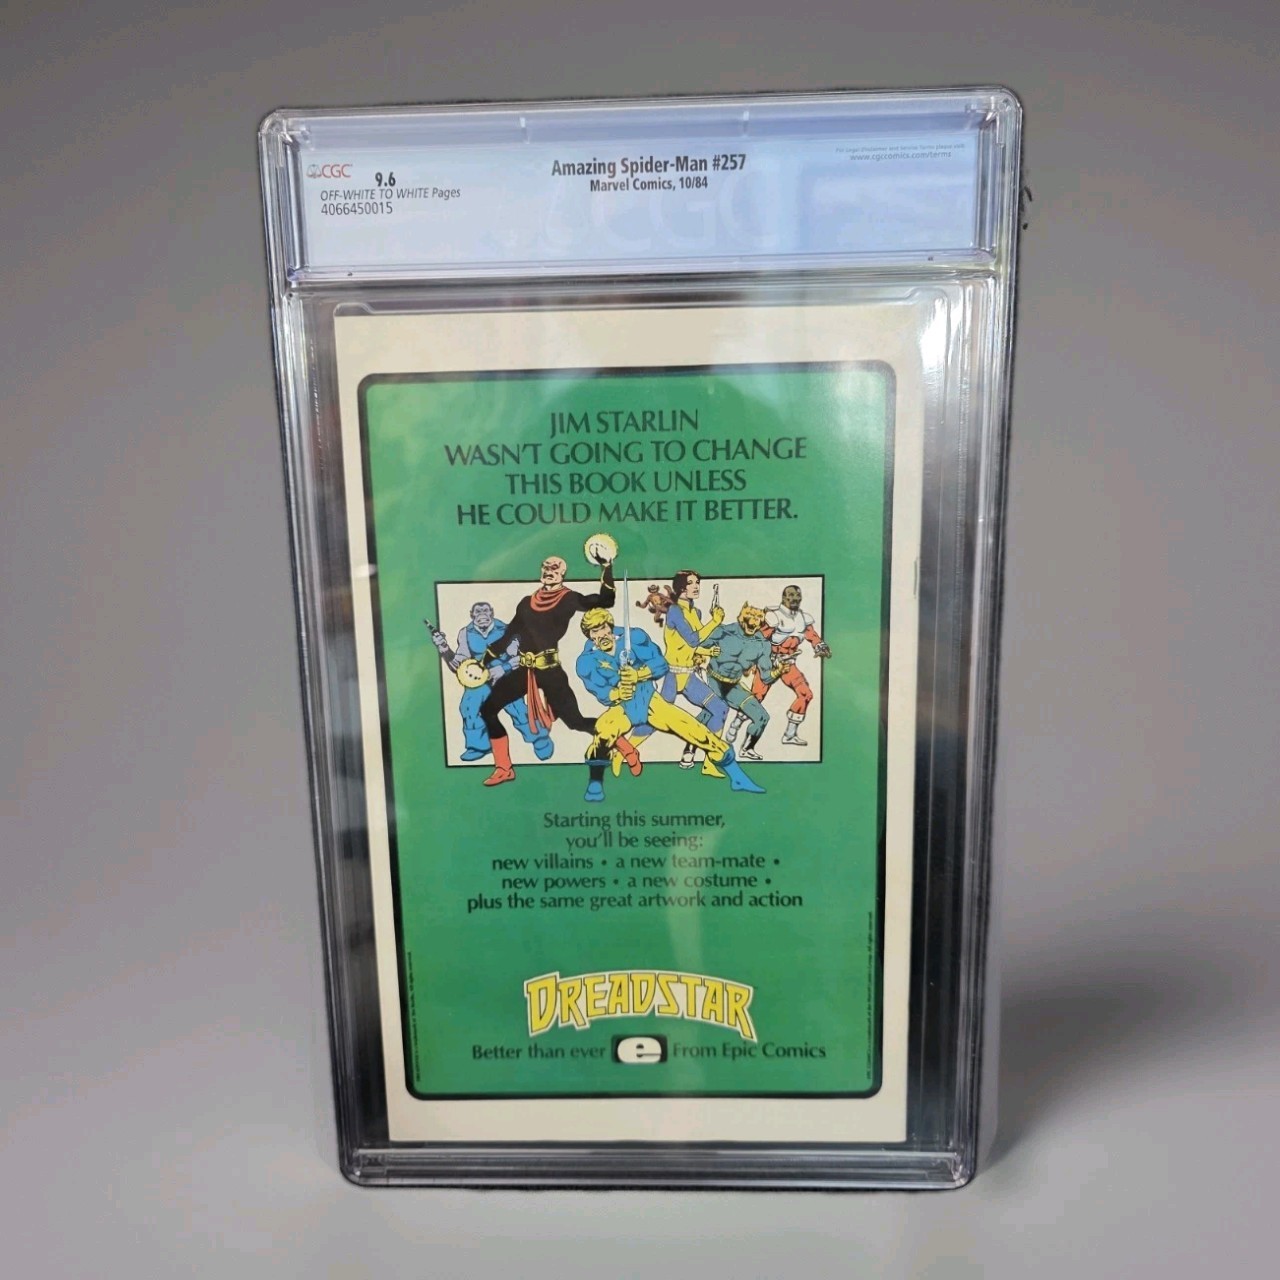 CGC
9.6
OFF-WHITE TO WHITE Pages
4066450015
Amazing Spider-Man #257
Marvel Comics, 10/84
www.cgccomics.com/terms
JIM STARLIN
WASN'T GOING TO CHANGE
THIS BOOK UNLESS
HE COULD MAKE IT BETTER.
Starting this summer,
you'll be seeing:
new villains • a new team-mate •
new powers • a new costume •
plus the same great artwork and action
DREADSTAR
Better than ever e From Epic Comics